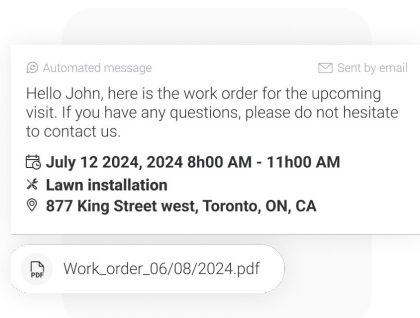 Automated message
Sent by email
Hello John, here is the work order for the upcoming
visit. If you have any questions, please do not hesitate
to contact us.
July 12 2024, 2024 8h00 AM - 11h00 AM
Lawn installation
877 King Street west, Toronto, ON, CA
PDF
Work_order_06/08/2024.pdf